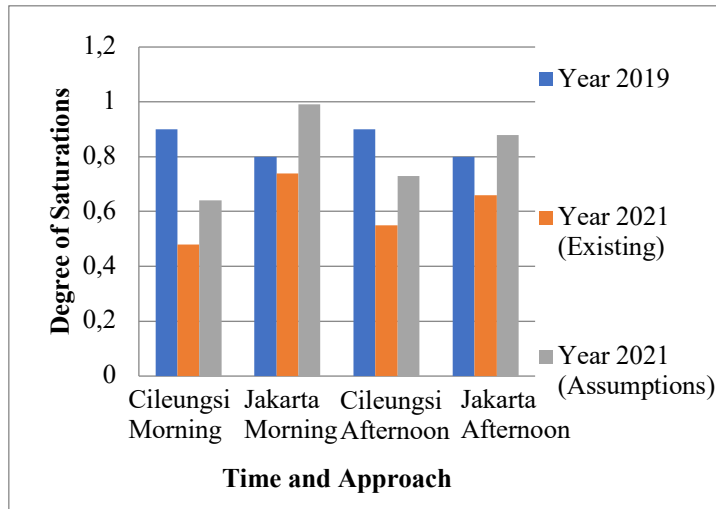 1,2
1
0,8
0,6
0,4
0,2
0
Degree of Saturations
Cileungsi Morning
Jakarta Morning
Cileungsi Afternoon
Jakarta Afternoon
Time and Approach
Year 2019
Year 2021
(Existing)
Year 2021
(Assumptions)